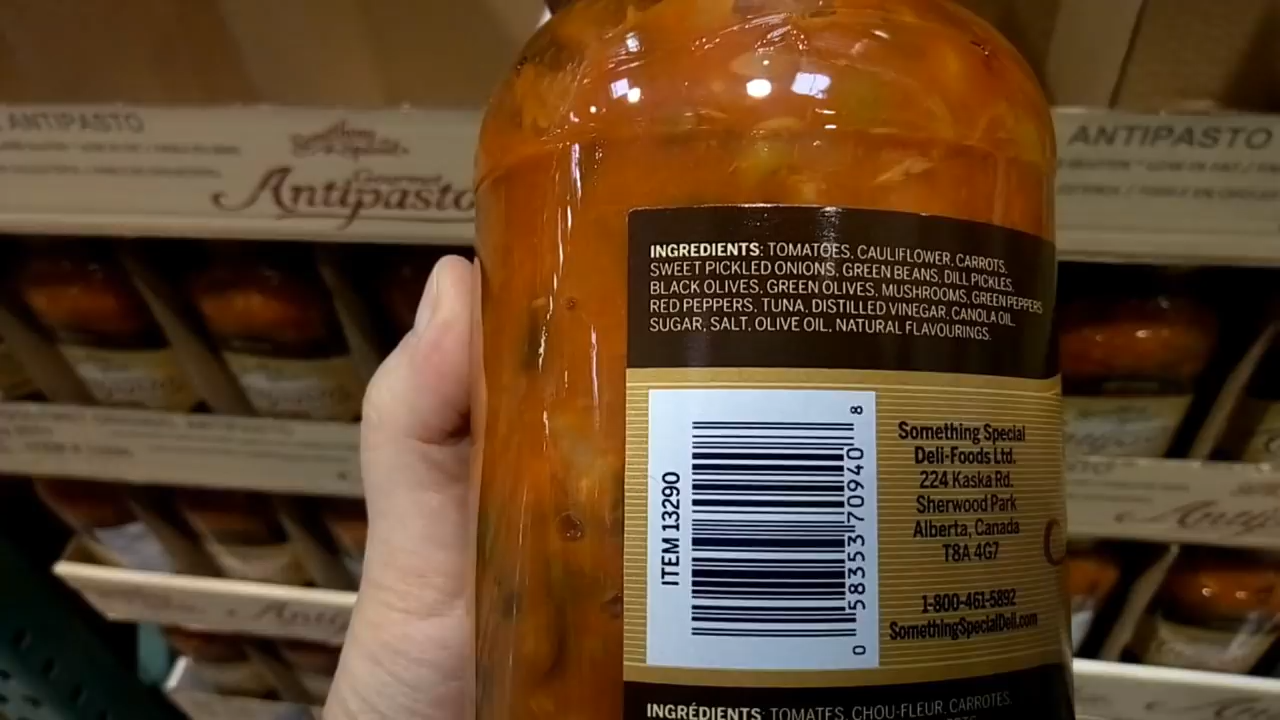 ANTIPASTO
Gourmet
Antipasto
ANTIPASTO
INGREDIENTS: TOMATOES, CAULIFLOWER, CARROTS,
SWEET PICKLED ONIONS, GREEN BEANS, DILL PICKLES,
BLACK OLIVES, GREEN OLIVES, MUSHROOMS, GREEN PEPPERS
RED PEPPERS, TUNA, DISTILLED VINEGAR, CANOLA OIL,
SUGAR, SALT, OLIVE OIL, NATURAL FLAVOURINGS.
ITEM 13290
0 58353 70940 8
Something Special
Deli-Foods Ltd.
224 Kaska Rd.
Sherwood Park
Alberta, Canada
T8A 4G7
1-800-461-5892
SomethingSpecialDeli.com
INGRÉDIENTS: TOMATES, CHOU-FLEUR, CAROTTES,